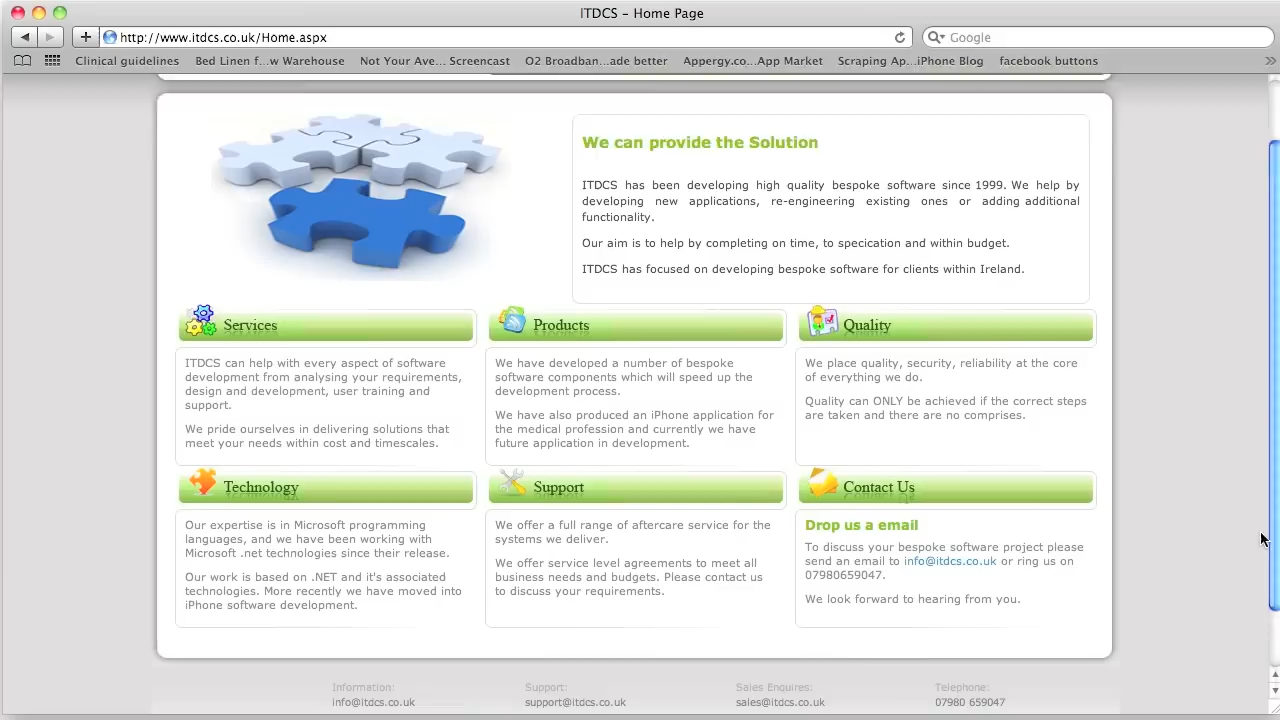 ITDCS – Home Page
http://www.itdcs.co.uk/Home.aspx
Google
Clinical guidelines
Bed Linen f...w Warehouse
Not Your Ave... Screencast
O2 Broadban...ade better
Appergy.co...App Market
Scraping Ap...iPhone Blog
facebook buttons
We can provide the Solution
ITDCS has been developing high quality bespoke software since 1999. We help by
developing new applications, re-engineering existing ones or adding additional
functionality.
Our aim is to help by completing on time, to specication and within budget.
ITDCS has focused on developing bespoke software for clients within Ireland.
Services
ITDCS can help with every aspect of software
development from analysing your requirements,
design and development, user training and
support.
We pride ourselves in delivering solutions that
meet your needs within cost and timescales.
Products
We have developed a number of bespoke
software components which will speed up the
development process.
We have also produced an iPhone application for
the medical profession and currently we have
future application in development.
Quality
We place quality, security, reliability at the core
of everything we do.
Quality can ONLY be achieved if the correct steps
are taken and there are no comprises.
Technology
Our expertise is in Microsoft programming
languages, and we have been working with
Microsoft .net technologies since their release.
Our work is based on .NET and it's associated
technologies. More recently we have moved into
iPhone software development.
Support
We offer a full range of aftercare service for the
systems we deliver.
We offer service level agreements to meet all
business needs and budgets. Please contact us
to discuss your requirements.
Contact Us
Drop us a email
To discuss your bespoke software project please
send an email to info@itdcs.co.uk or ring us on
07980659047.
We look forward to hearing from you.
Information:
info@itdcs.co.uk
Support:
support@itdcs.co.uk
Sales Enquires:
sales@itdcs.co.uk
Telephone:
07980 659047